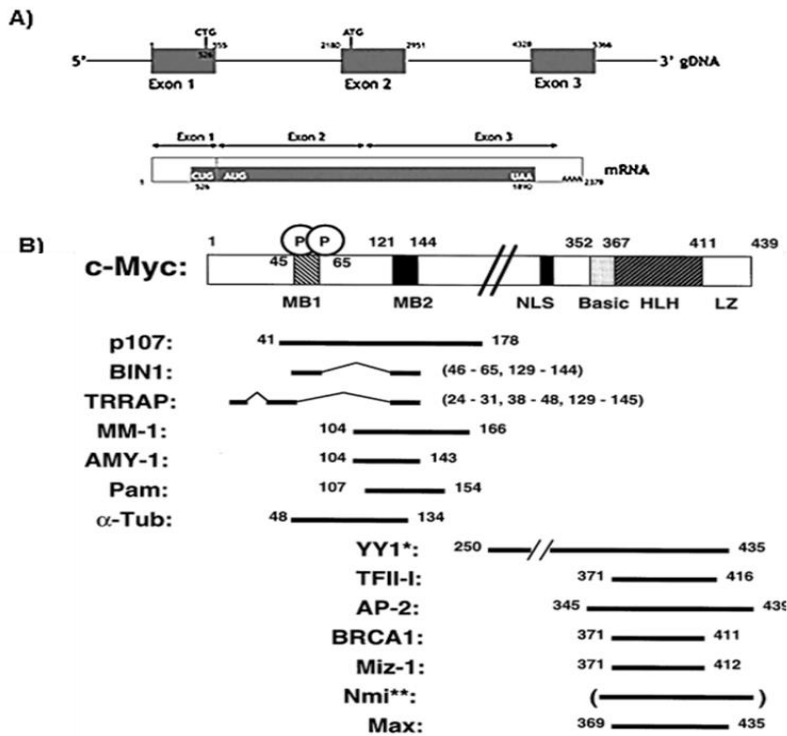 A)
CTG ATG
1 555 2180 2951 4328 5366
526
5' 3' gDNA
Exon 1 Exon 2 Exon 3
Exon 1 Exon 2 Exon 3
CUG AUG UAA AAAA mRNA
1 526 1890 2379
B)
1 P P 121 144 352 367 411 439
c-Myc: 45 65
MB1 MB2 NLS Basic HLH LZ
p107: 41 178
BIN1: (46 - 65, 129 - 144)
TRRAP: (24 - 31, 38 - 48, 129 - 145)
MM-1: 104 166
AMY-1: 104 143
Pam: 107 154
α-Tub: 48 134
YY1*: 250 435
TFII-I: 371 416
AP-2: 345 439
BRCA1: 371 411
Miz-1: 371 412
Nmi**: ( )
Max: 369 435